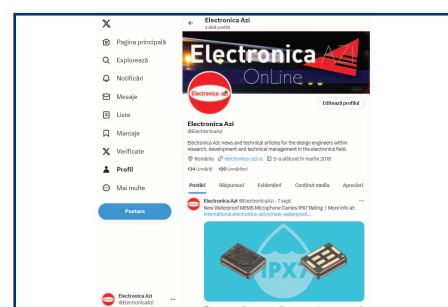 Electronica Azi
4.868 postări
Pagina principală
Explorează
Notificări
Mesaje
Liste
Marcaje
Verificate
Profil
Mai multe
Postare
Electronica AZI
OnLine
Electronica Azi
Editează profilul
Electronica Azi
@ElectronicaAzi
Electronica Azi: news and technical articles for the design engineers within
research, development and technical management in the electronics field.
România electronica-azi.ro S-a alăturat în martie 2016
134 Urmăriți 199 Urmăritori
Postări Răspunsuri Evidențieri Conținut media Aprecieri
Electronica Azi @ElectronicaAzi · 7 sept.
New Waterproof MEMS Microphone Carries IPX7 Rating | More info at:
international.electronica-azi.ro/new-waterproof...
IPX7
Electronica Azi
@ElectronicaAzi